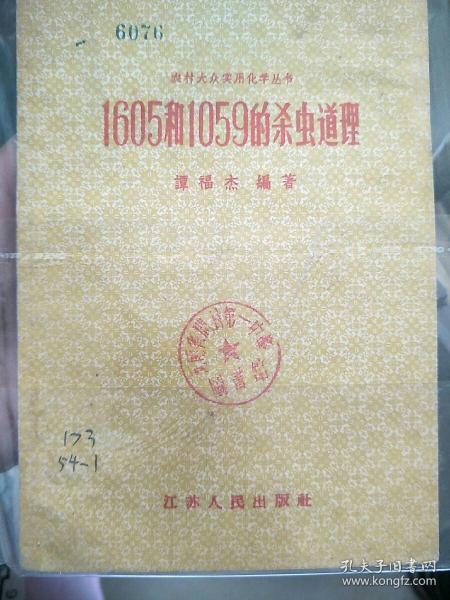 6076
农村大众实用化学丛书
1605和1059的杀虫道理
譚福杰 編著
173
54-1
江苏人民出版社
孔夫子旧书网
www.kongfz.com